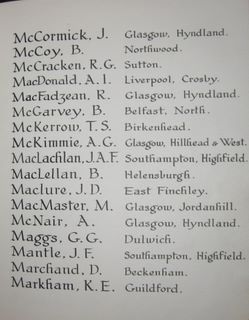 McCormick, J. Glasgow, Hyndland.
McCoy, B. Northwood.
McCracken, R.G. Sutton.
MacDonald, A.I. Liverpool, Crosby.
MacFadzean, R. Glasgow, Hyndland.
McGarvey, B. Belfast, North.
McKerrow, T.S. Birkenhead.
McKimmie, A.G. Glasgow, Hillhead & West.
MacLachlan, J.A.F. Southampton, Highfield.
MacLellan, B. Helensburgh.
Maclure, J.D. East Finchley.
MacMaster, M. Glasgow, Jordanhill.
McNair, A. Glasgow, Hyndland.
Maggs, G.G. Dulwich.
Mantle, J.F. Southampton, Highfield.
Marchand, D. Beckenham.
Markham, K.E. Guildford.